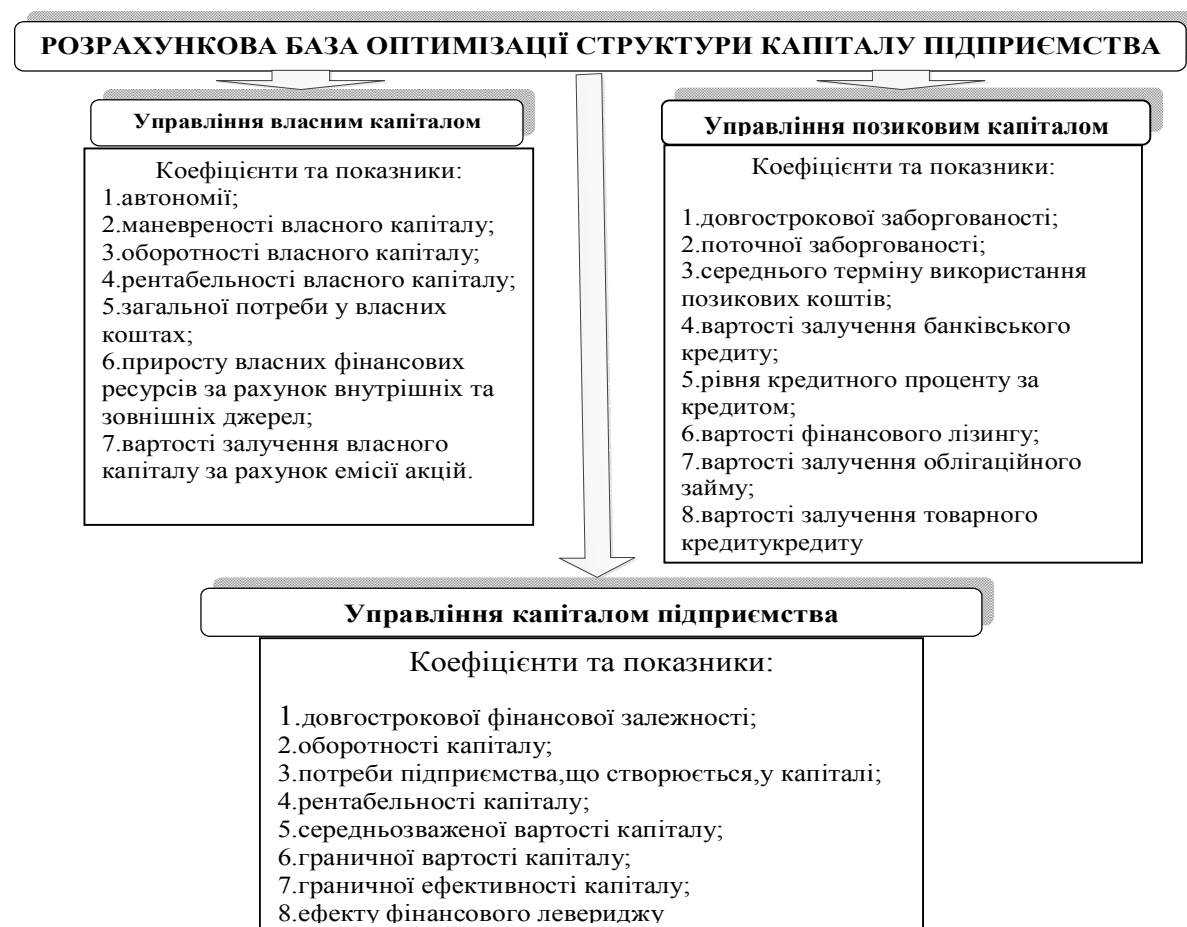 РОЗРАХУНКОВА БАЗА ОПТИМІЗАЦІЇ СТРУКТУРИ КАПІТАЛУ ПІДПРИЄМСТВА
Управління власним капіталом
Коефіцієнти та показники:
1.автономії;
2.маневреності власного капіталу;
3.оборотності власного капіталу;
4.рентабельності власного капіталу;
5.загальної потреби у власних
коштах;
6.приросту власних фінансових
ресурсів за рахунок внутрішніх та
зовнішніх джерел;
7.вартості залучення власного
капіталу за рахунок емісії акцій.
Управління позиковим капіталом
Коефіцієнти та показники:
1.довгострокової заборгованості;
2.поточної заборгованості;
3.середнього терміну використання
позикових коштів;
4.вартості залучення банківського
кредиту;
5.рівня кредитного проценту за
кредитом;
6.вартості фінансового лізингу;
7.вартості залучення облігаційного
займу;
8.вартості залучення товарного
кредитукредиту
Управління капіталом підприємства
Коефіцієнти та показники:
1.довгострокової фінансової залежності;
2.оборотності капіталу;
3.потреби підприємства,що створюється,у капіталі;
4.рентабельності капіталу;
5.середньозваженої вартості капіталу;
6.граничної вартості капіталу;
7.граничної ефективності капіталу;
8.ефекту фінансового левериджу